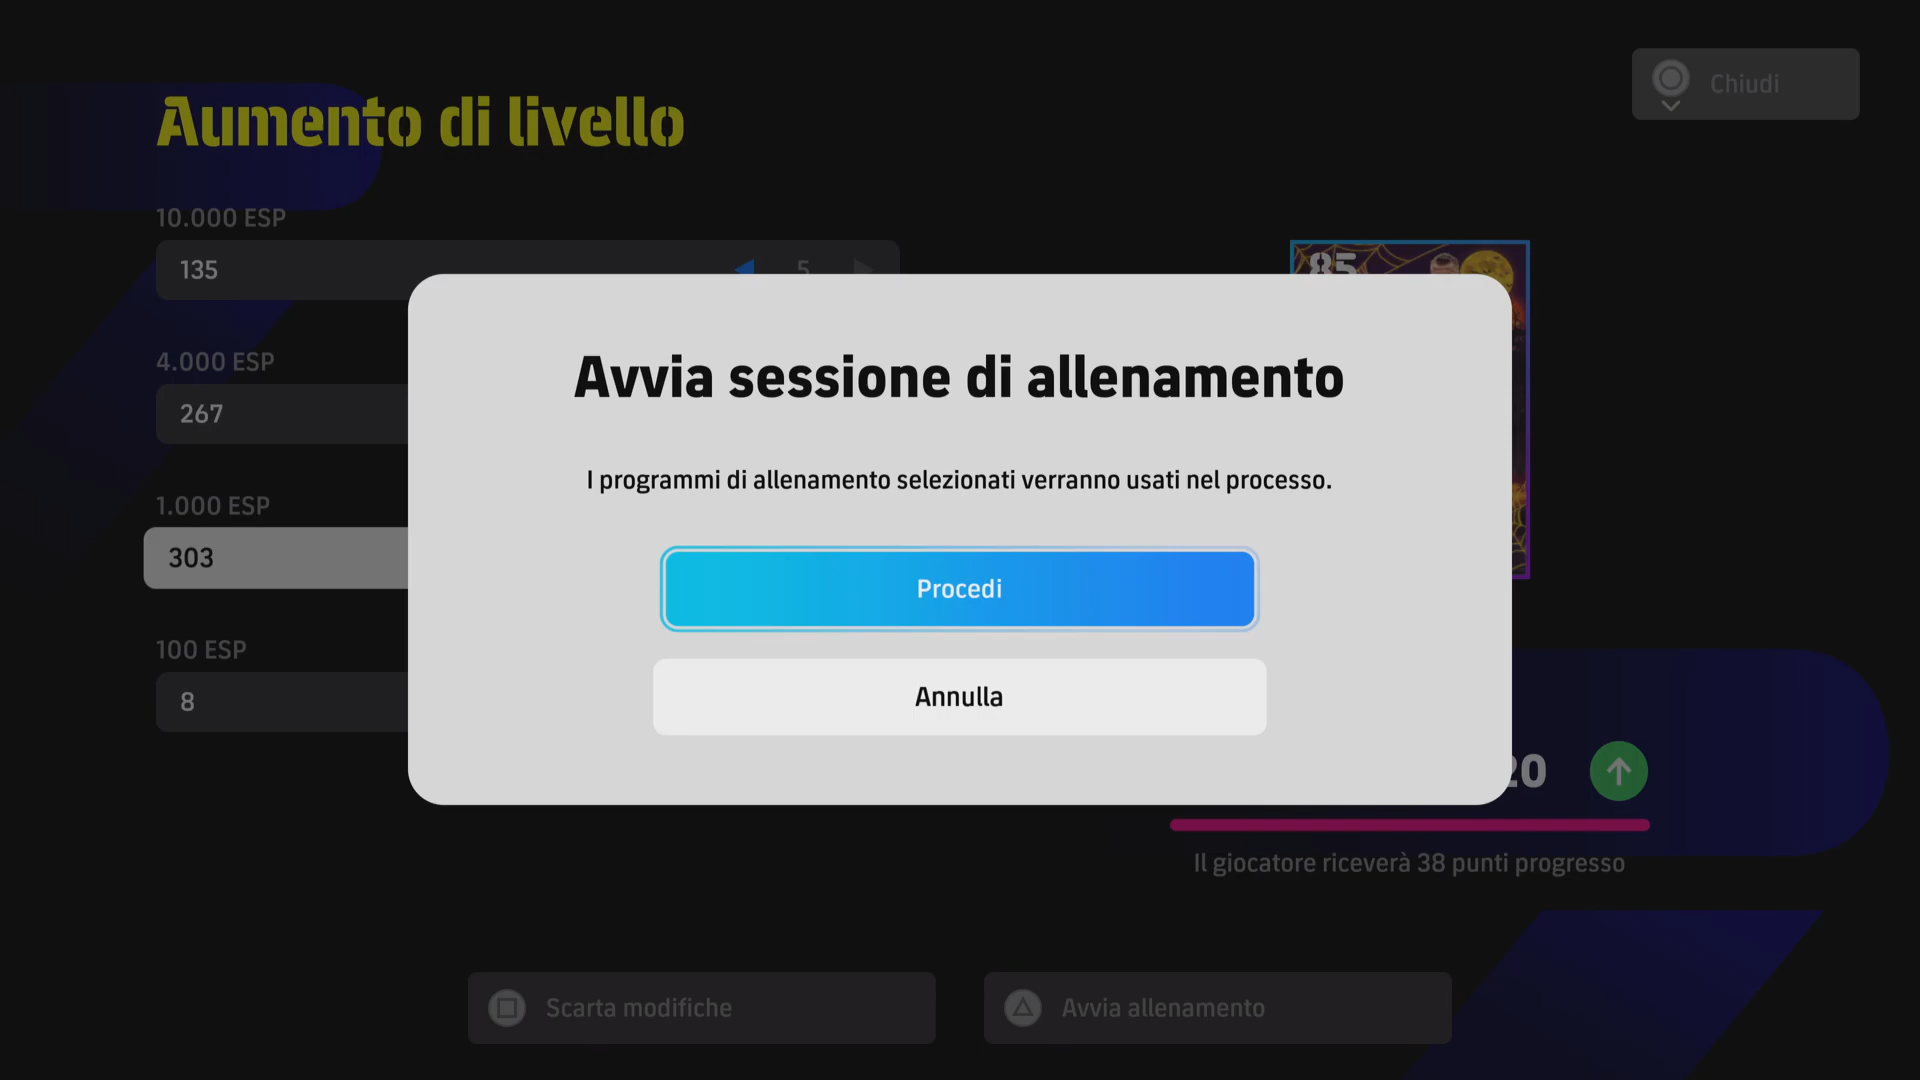 Aumento di livello
Chiudi
10.000 ESP
135
5
85
4.000 ESP
267
1.000 ESP
303
100 ESP
8
Avvia sessione di allenamento
I programmi di allenamento selezionati verranno usati nel processo.
Procedi
Annulla
20
Il giocatore riceverà 38 punti progresso
Scarta modifiche
Avvia allenamento